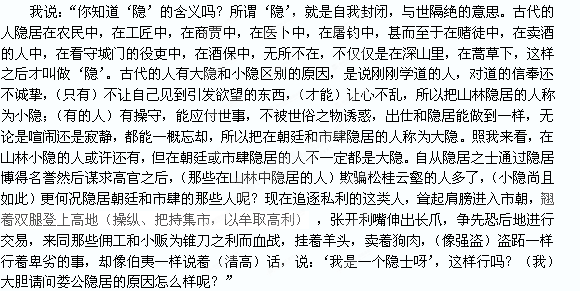 我说：“你知道‘隐’的含义吗？所谓‘隐’，就是自我封闭，与世隔绝的意思。古代的
人隐居在农民中，在工匠中，在商贾中，在医卜中，在屠钓中，甚而至于在赌徒中，在卖酒
的人中，在看守城门的役吏中，在酒保中，无所不在，不仅仅是在深山里，在蒿草下，这样
之后才叫做‘隐’。古代的人有大隐和小隐区别的原因，是说刚刚学道的人，对道的信奉还
不诚挚，（只有）不让自己见到引发欲望的东西，（才能）让心不乱，所以把山林隐居的人称
为小隐；（有的人）有操守，能应付世事，不被世俗之物诱惑，出仕和隐居能做到一样，无
论是喧闹还是寂静，都能一概忘却，所以把在朝廷和市肆隐居的人称为大隐。照我来看，在
山林小隐的人或许还有，但在朝廷或市肆隐居的人不一定都是大隐。自从隐居之士通过隐居
博得名誉然后谋求高官之后，（那些在山林中隐居的人）欺骗松桂云壑的人多了，（小隐尚且
如此）更何况隐居朝廷和市肆的那些人呢？现在追逐私利的这类人，耸起肩膀进入市朝，翘
着双腿登上高地（操纵、把持集市，以牟取高利），张开利嘴伸出长爪，争先恐后地进行
交易，来同那些佣工和小贩为锥刀之利而血战，挂着羊头，卖着狗肉，（像强盗）盗跖一样
行着卑劣的事，却像伯夷一样说着（清高）话，说：‘我是一个隐士呀’，这样行吗？（我）
大胆请问娄公隐居的原因怎么样呢？”